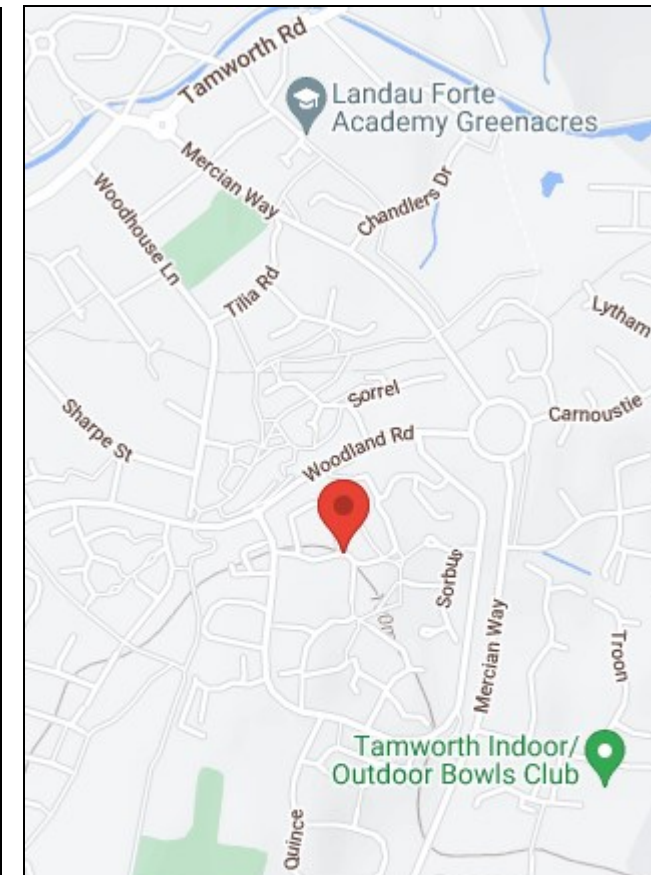 Tamworth Rd
Landau Forte
Academy Greenacres
Mercian Way
Chandlers Dr
Woodhouse Ln
Tilia Rd
Lytham
Sorrel
Carnoustie
Sharpe St
Woodland Rd
Sorbus
Mercian Way
Troon
Tamworth Indoor/
Outdoor Bowls Club
Quince